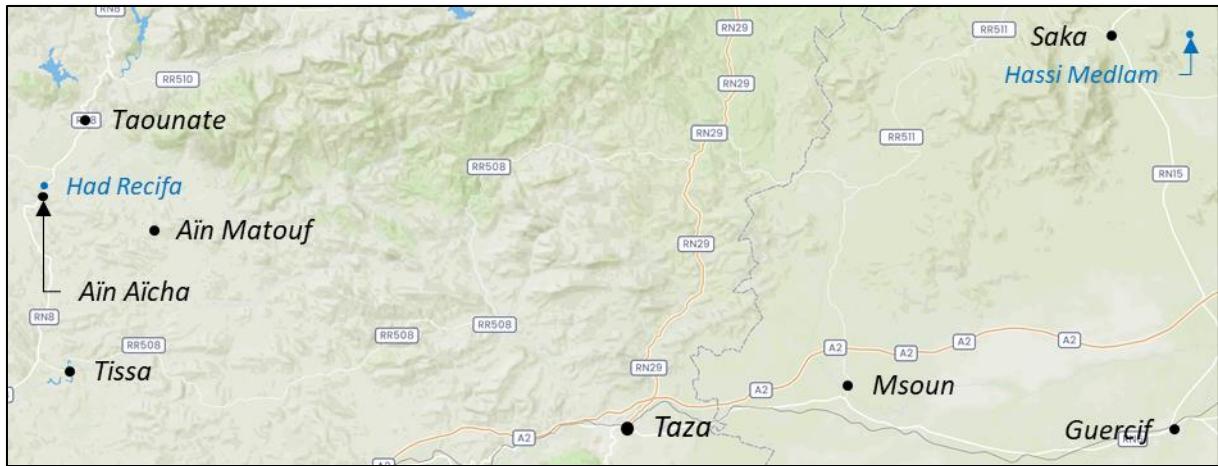 RN8
RN29
RR511
Saka
Hassi Medlam
RR510
RN29
Taounate
RN29
RR511
RR508
RN15
Had Recifa
Aïn Matouf
RN29
Aïn Aïcha
RN8
RR508
RR508
RR508
A2
A2
A2
Tissa
RN29
A2
Msoun
A2
Taza
Guercif